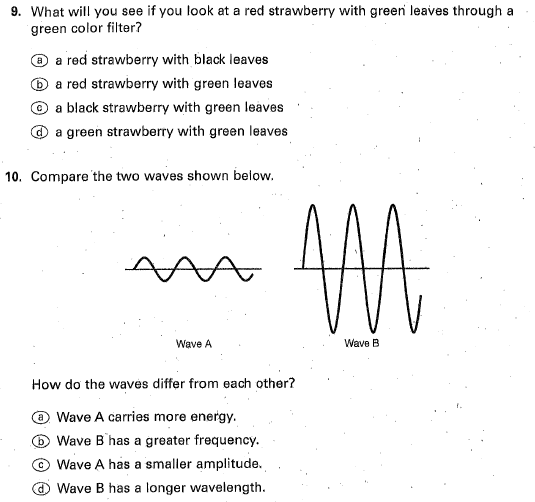 9. What will you see if you look at a red strawberry with green leaves through a
green color filter?
ⓐ a red strawberry with black leaves
ⓑ a red strawberry with green leaves
ⓒ a black strawberry with green leaves
ⓓ a green strawberry with green leaves
10. Compare the two waves shown below.
Wave A Wave B
How do the waves differ from each other?
ⓐ Wave A carries more energy.
ⓑ Wave B has a greater frequency.
ⓒ Wave A has a smaller amplitude.
ⓓ Wave B has a longer wavelength.